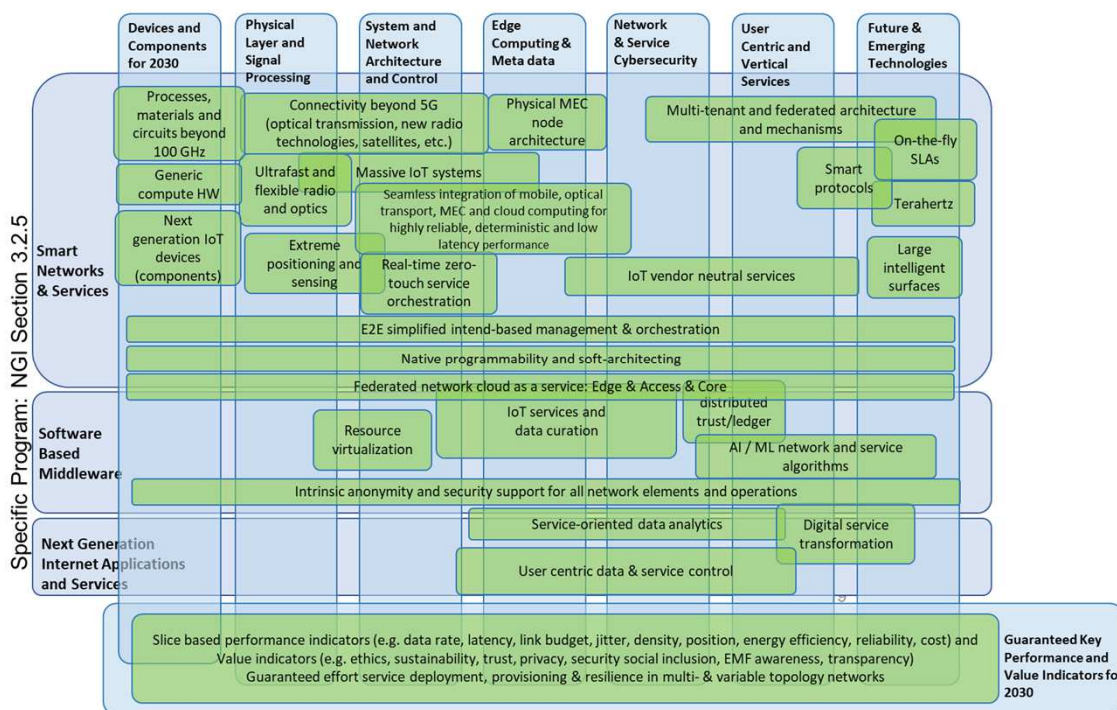 Devices and
Components
for 2030
Physical
Layer and
Signal
Processing
System and
Network
Architecture
and Control
Edge
Computing &
Meta data
Network
& Service
Cybersecurity
User
Centric and
Vertical
Services
Future &
Emerging
Technologies
Specific Program: NGI Section 3.2.5
Smart
Networks
& Services
Processes,
materials and
circuits beyond
100 GHz
Connectivity beyond 5G
(optical transmission, new radio
technologies, satellites, etc.)
Physical MEC
node
architecture
Multi-tenant and federated architecture
and mechanisms
On-the-fly
SLAs
Generic
compute HW
Ultrafast and
flexible radio
and optics
Massive IoT systems
Smart
protocols
Terahertz
Seamless integration of mobile, optical
transport, MEC and cloud computing for
highly reliable, deterministic and low
latency performance
Next
generation IoT
devices
(components)
Extreme
positioning and
sensing
Real-time zero-
touch service
orchestration
IoT vendor neutral services
Large
intelligent
surfaces
E2E simplified intend-based management & orchestration
Native programmability and soft-architecting
Federated network cloud as a service: Edge & Access & Core
Software
Based
Middleware
Resource
virtualization
IoT services and
data curation
distributed
trust/ledger
AI / ML network and service
algorithms
Intrinsic anonymity and security support for all network elements and operations
Next Generation
Internet Applications
and Services
Service-oriented data analytics
Digital service
transformation
User centric data & service control
Slice based performance indicators (e.g. data rate, latency, link budget, jitter, density, position, energy efficiency, reliability, cost) and
Value indicators (e.g. ethics, sustainability, trust, privacy, security social inclusion, EMF awareness, transparency)
Guaranteed effort service deployment, provisioning & resilience in multi- & variable topology networks
Guaranteed Key
Performance and
Value Indicators for
2030